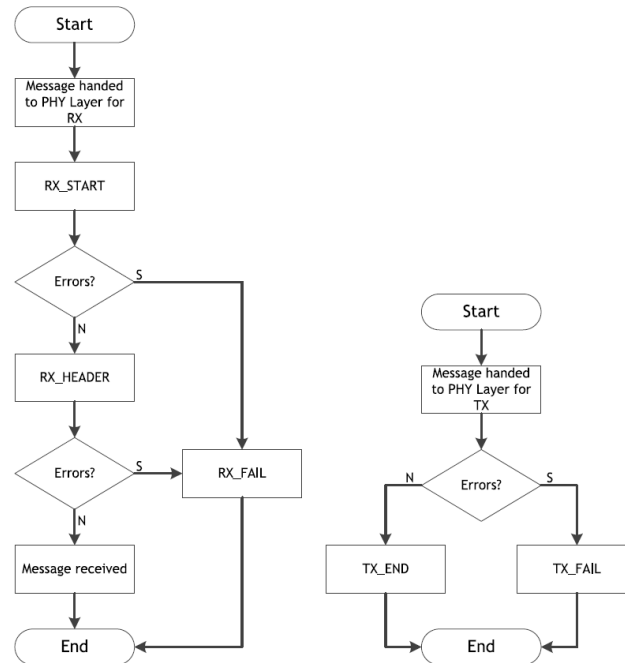 Start
Message handed
to PHY Layer for
RX
RX_START
Errors?
S
N
RX_HEADER
Errors?
S
RX_FAIL
N
Message received
End
Start
Message handed
to PHY Layer for
TX
N
Errors?
S
TX_END
TX_FAIL
End